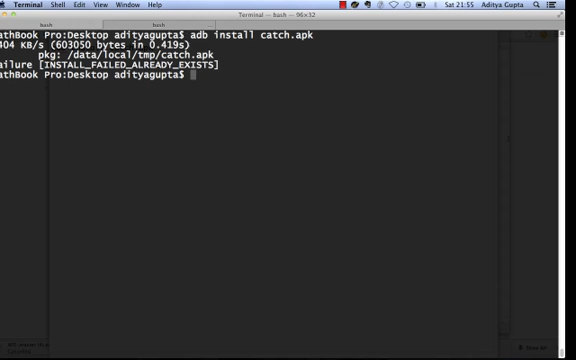 Terminal Shell Edit View Window Help Sat 21:55 Aditya Gupta
Terminal — bash — 96×32
bash bash
athBook Pro:Desktop adityagupta$ adb install catch.apk
404 KB/s (603050 bytes in 0.419s)
pkg: /data/local/tmp/catch.apk
ailure [INSTALL_FAILED_ALREADY_EXISTS]
athBook Pro:Desktop adityagupta$